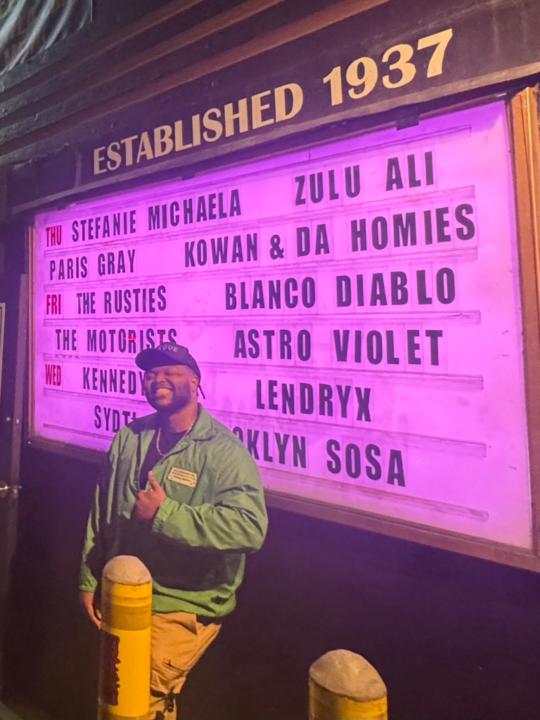 ESTABLISHED 1937
THU STEFANIE MICHAELA ZULU ALI
PARIS GRAY KOWAN & DA HOMIES
FRI THE RUSTIES BLANCO DIABLO
THE MOTORISTS ASTRO VIOLET
WED KENNEDY LENDRYX
SOSA